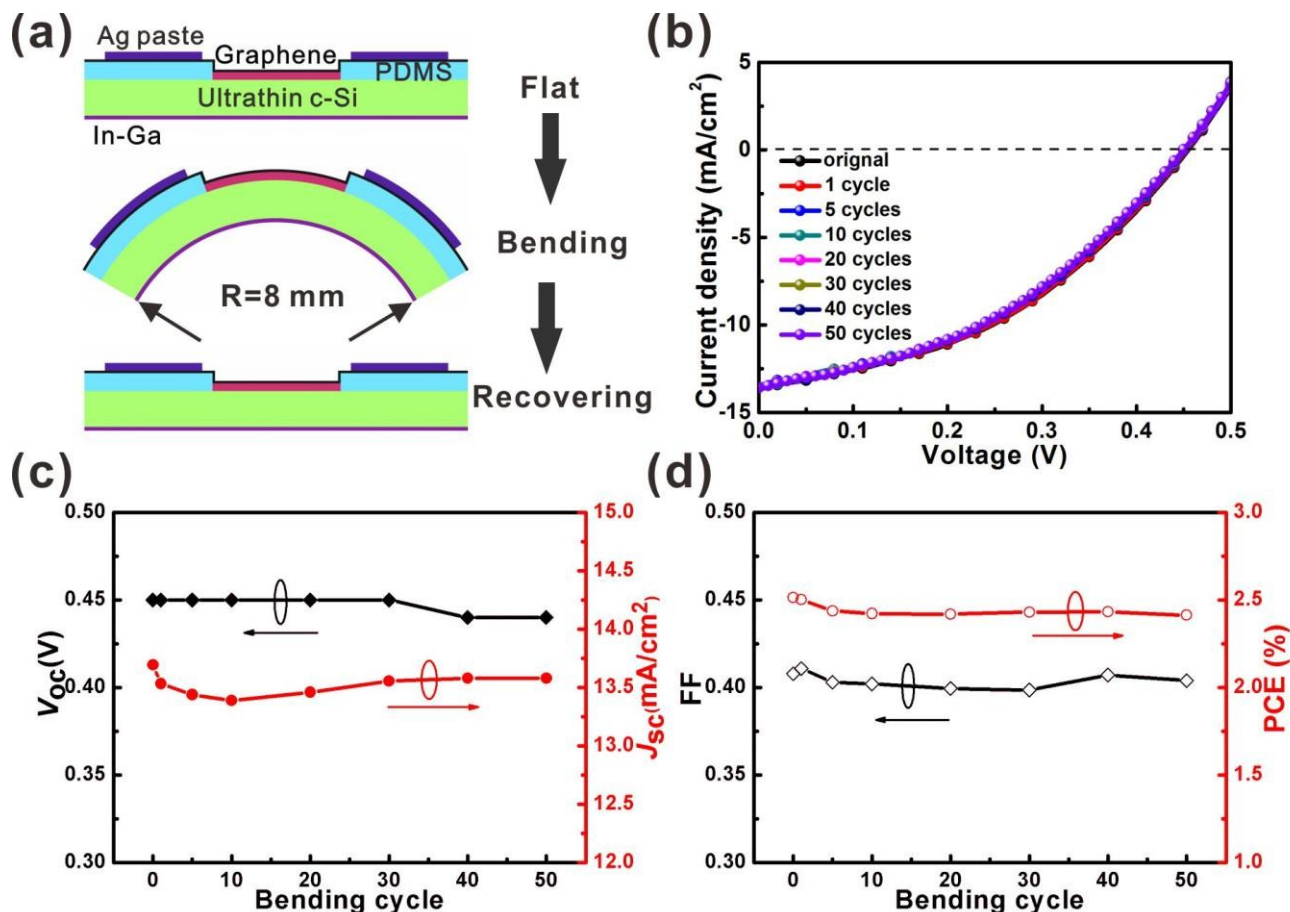 (a)
Ag paste
Graphene
PDMS
Ultrathin c-Si
In-Ga
R=8 mm
Flat
Bending
Recovering
(b)
Current density (mA/cm²)
5
0
-5
-10
-15
orignal
1 cycle
5 cycles
10 cycles
20 cycles
30 cycles
40 cycles
50 cycles
0.0 0.1 0.2 0.3 0.4 0.5
Voltage (V)
(c)
Voc(V)
0.50
0.45
0.40
0.35
0.30
15.0
14.5
14.0
13.5
13.0
12.5
12.0
Jsc(mA/cm²)
0 10 20 30 40 50
Bending cycle
(d)
FF
0.50
0.45
0.40
0.35
0.30
3.0
2.5
2.0
1.5
1.0
PCE (%)
0 10 20 30 40 50
Bending cycle